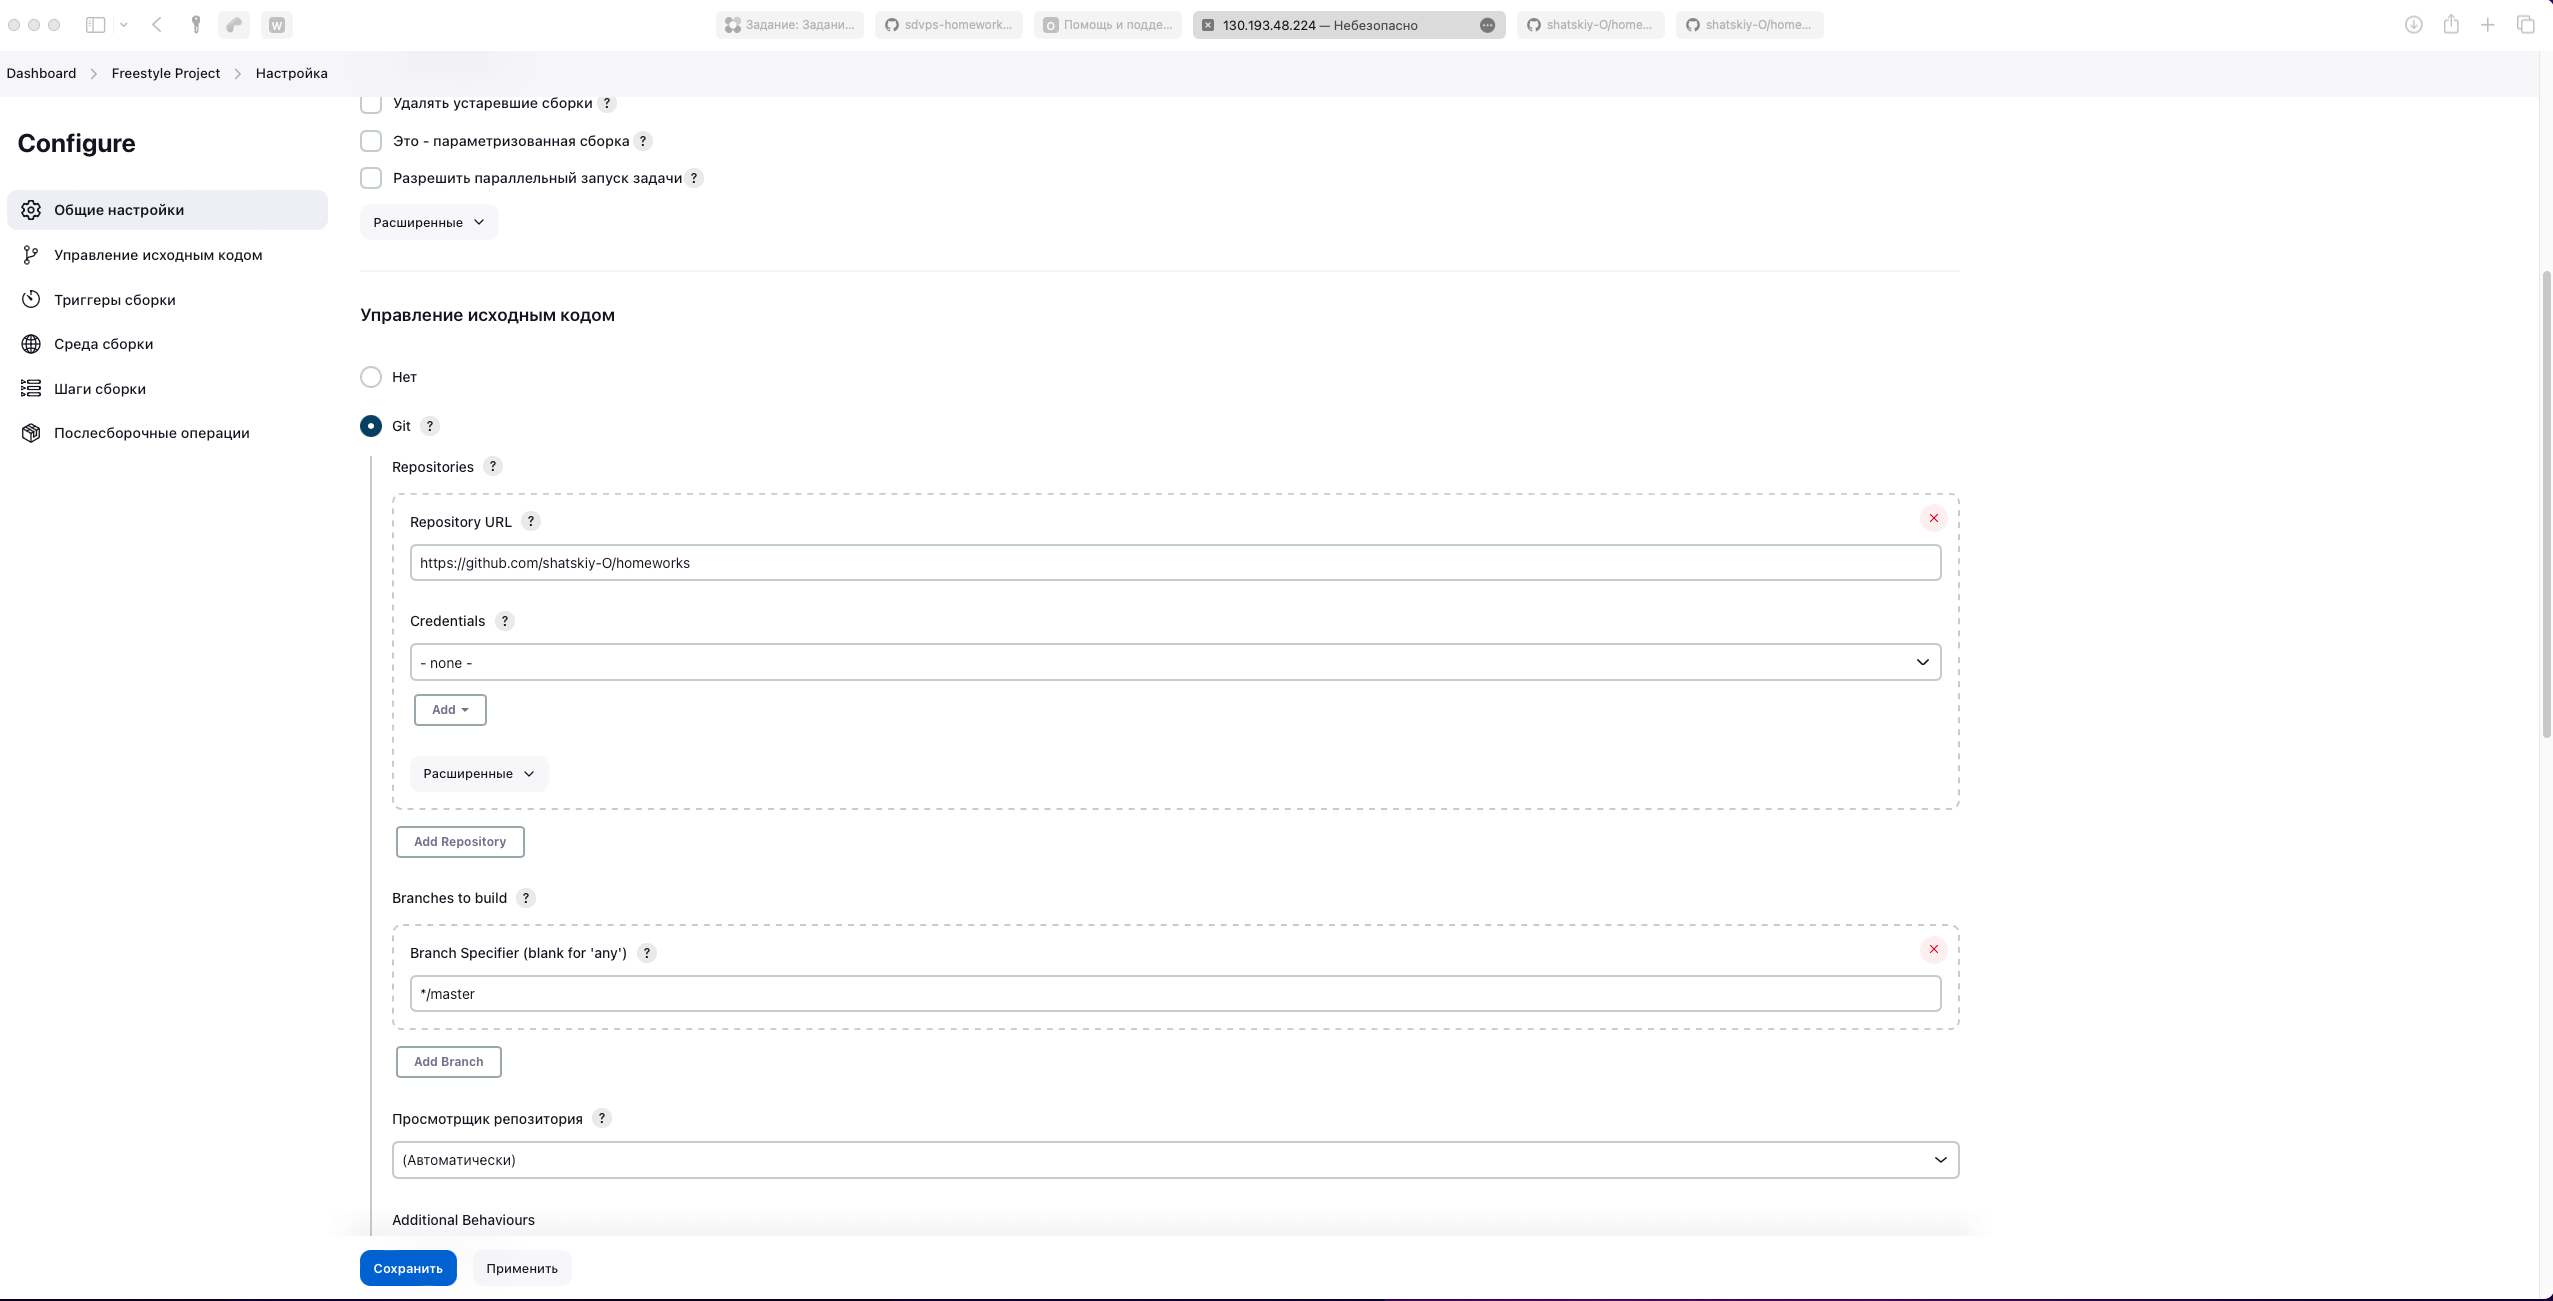 W
Задание: Задани...
sdvps-homework...
Помощь и подде...
130.193.48.224 — Небезопасно
shatskiy-O/home...
shatskiy-O/home...
Dashboard > Freestyle Project > Настройка
Configure
Общие настройки
Управление исходным кодом
Триггеры сборки
Среда сборки
Шаги сборки
Послесборочные операции
Удалять устаревшие сборки ?
Это - параметризованная сборка ?
Разрешить параллельный запуск задачи ?
Расширенные
Управление исходным кодом
Нет
Git ?
Repositories ?
Repository URL ?
https://github.com/shatskiy-O/homeworks
Credentials ?
- none -
Add
Расширенные
Add Repository
Branches to build ?
Branch Specifier (blank for 'any') ?
*/master
Add Branch
Просмотрщик репозитория ?
(Автоматически)
Additional Behaviours
Сохранить
Применить